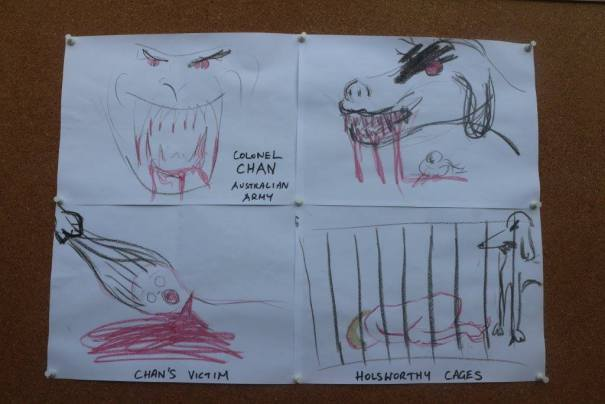 COLONEL
CHAN
AUSTRALIAN
ARMY
CHAN'S VICTIM
HOLSWORTHY CAGES